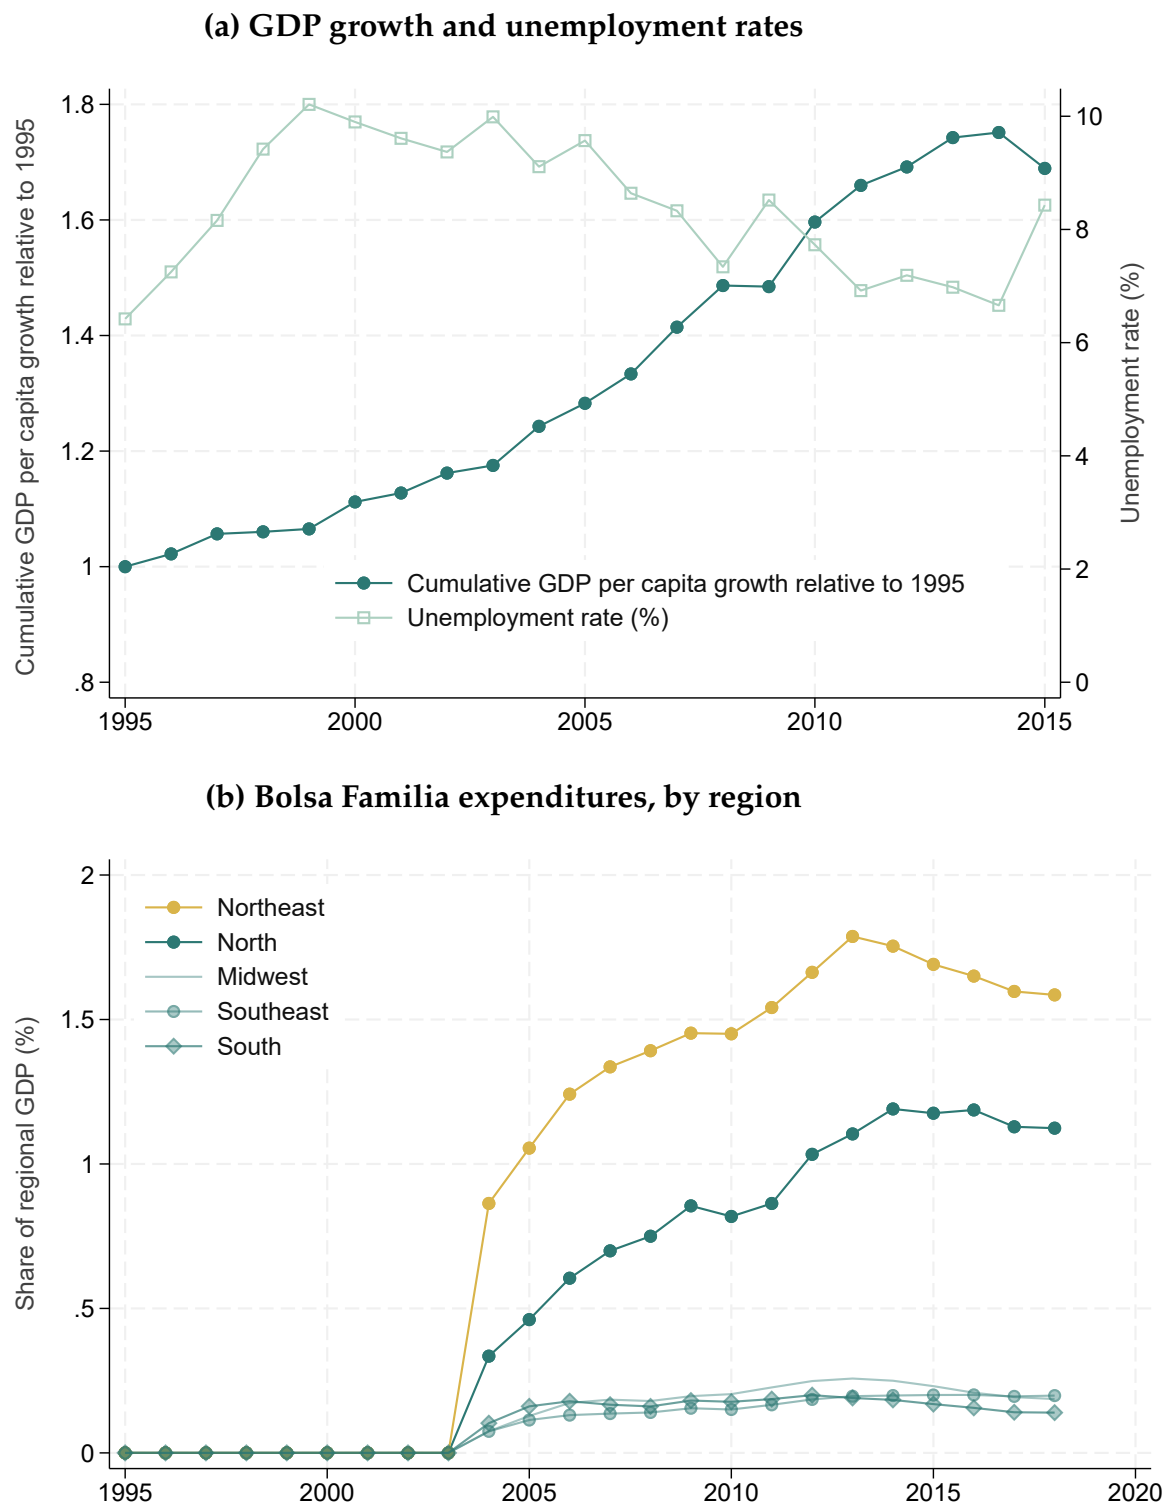 (a) GDP growth and unemployment rates
Cumulative GDP per capita growth relative to 1995
1.8
1.6
1.4
1.2
1
.8
10
8
6
4
2
0
Unemployment rate (%)
Cumulative GDP per capita growth relative to 1995
Unemployment rate (%)
1995 2000 2005 2010 2015
(b) Bolsa Familia expenditures, by region
Share of regional GDP (%)
2
1.5
1
.5
0
Northeast
North
Midwest
Southeast
South
1995 2000 2005 2010 2015 2020